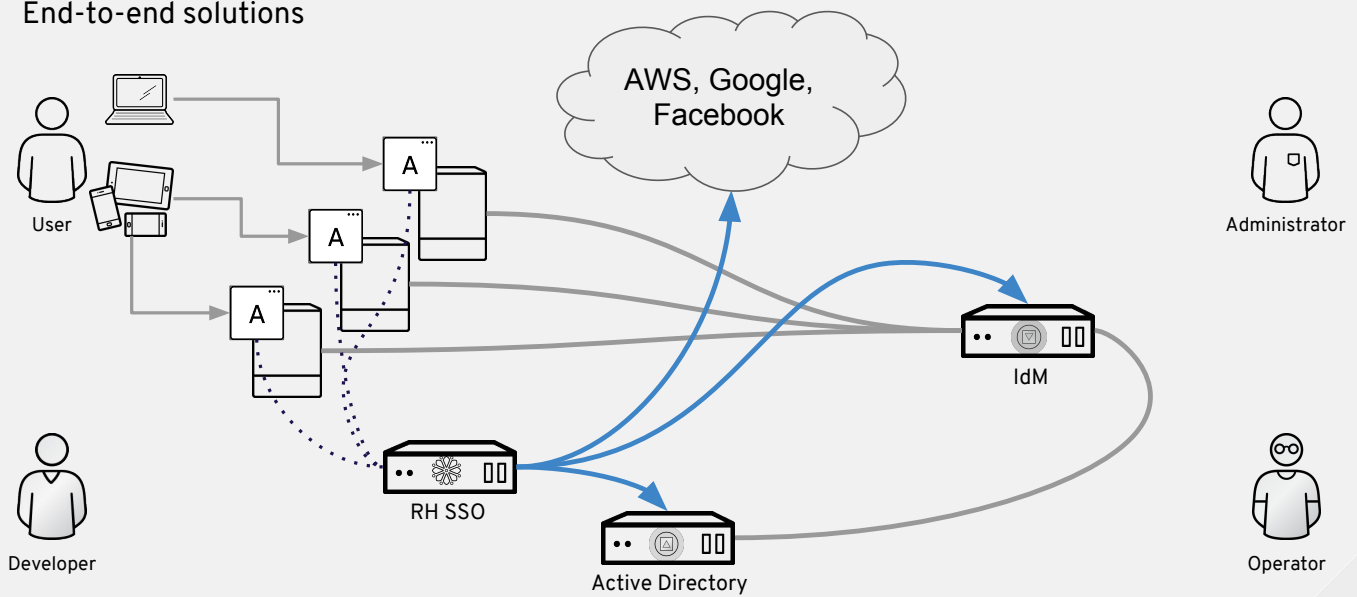 End-to-end solutions
AWS, Google,
Facebook
User
A
A
A
Administrator
IdM
RH SSO
Developer
Active Directory
Operator